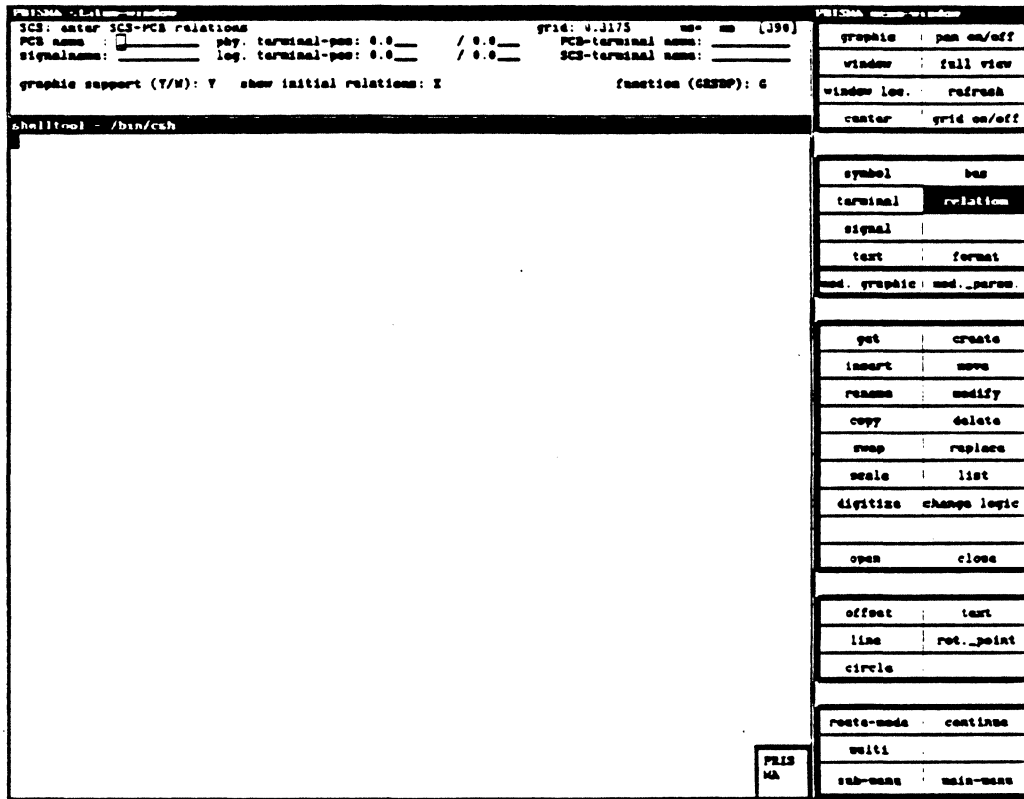 PRISMA status-window
SCS: enter SCS-PCB relations grid: 0.3175 [J90]
PCB name : phy. terminal-pos: 0.0__ / 0.0__ PCB-terminal name:
signalname: log. terminal-pos: 0.0__ / 0.0__ SCS-terminal name:
graphic support (Y/N): Y show initial relations: function : G
shelltool - /bin/csh
PRISMA menu-window
graphic pan on/off
window full view
window loc. refresh
center grid on/off
symbol bus
terminal relation
signal
text format
mod. graphic mod._param.
get create
insert move
rename modify
copy delete
swap replace
scale list
digitize change logic
open close
offset text
line rot._point
circle
route-mode continue
multi
sub-menu main-menu
PRIS
MA